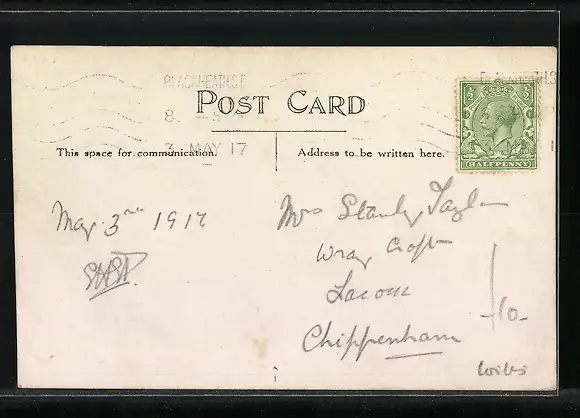 BLACKHEATH S.E
8.
3 MAY 17
POST CARD
This space for communication.
Address to be written here.
HALFPENNY
May 3rd 1917
Mrs Stanley Taylor
Wray Croft
Lacock
Chippenham
Wilts
10